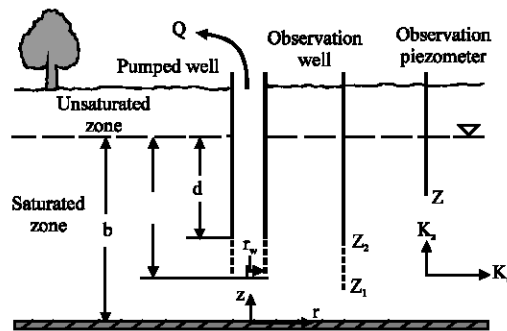 Q
Observation
well
Observation
piezometer
Pumped well
Unsaturated
zone
Saturated
zone
b
d
r_w
z
r
Z
Z_2
Z_1
K_z
K